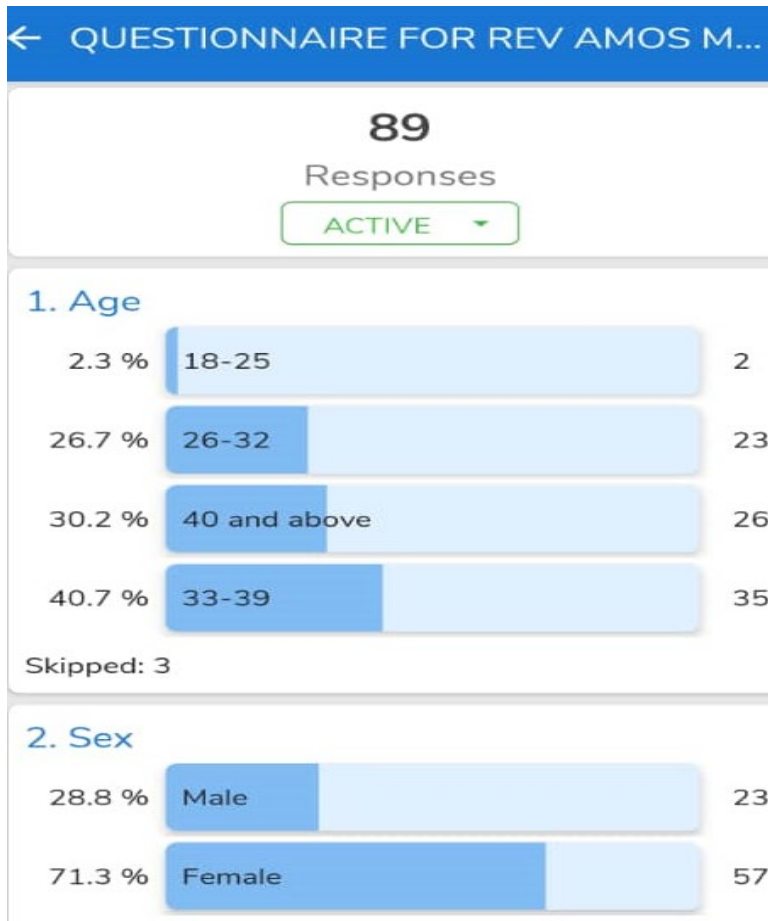 ← QUESTIONNAIRE FOR REV AMOS M...
89
Responses
ACTIVE
1. Age
2.3 % 18-25 2
26.7 % 26-32 23
30.2 % 40 and above 26
40.7 % 33-39 35
Skipped: 3
2. Sex
28.8 % Male 23
71.3 % Female 57